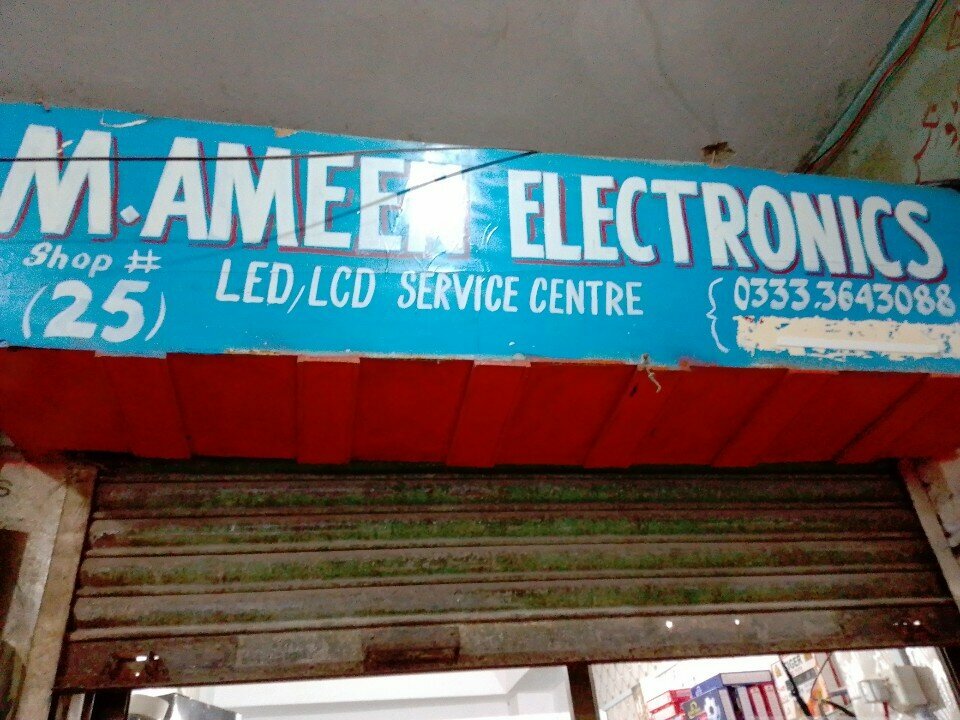 M.AMEEN ELECTRONICS
Shop #
(25)
LED/LCD SERVICE CENTRE
0333.3643088